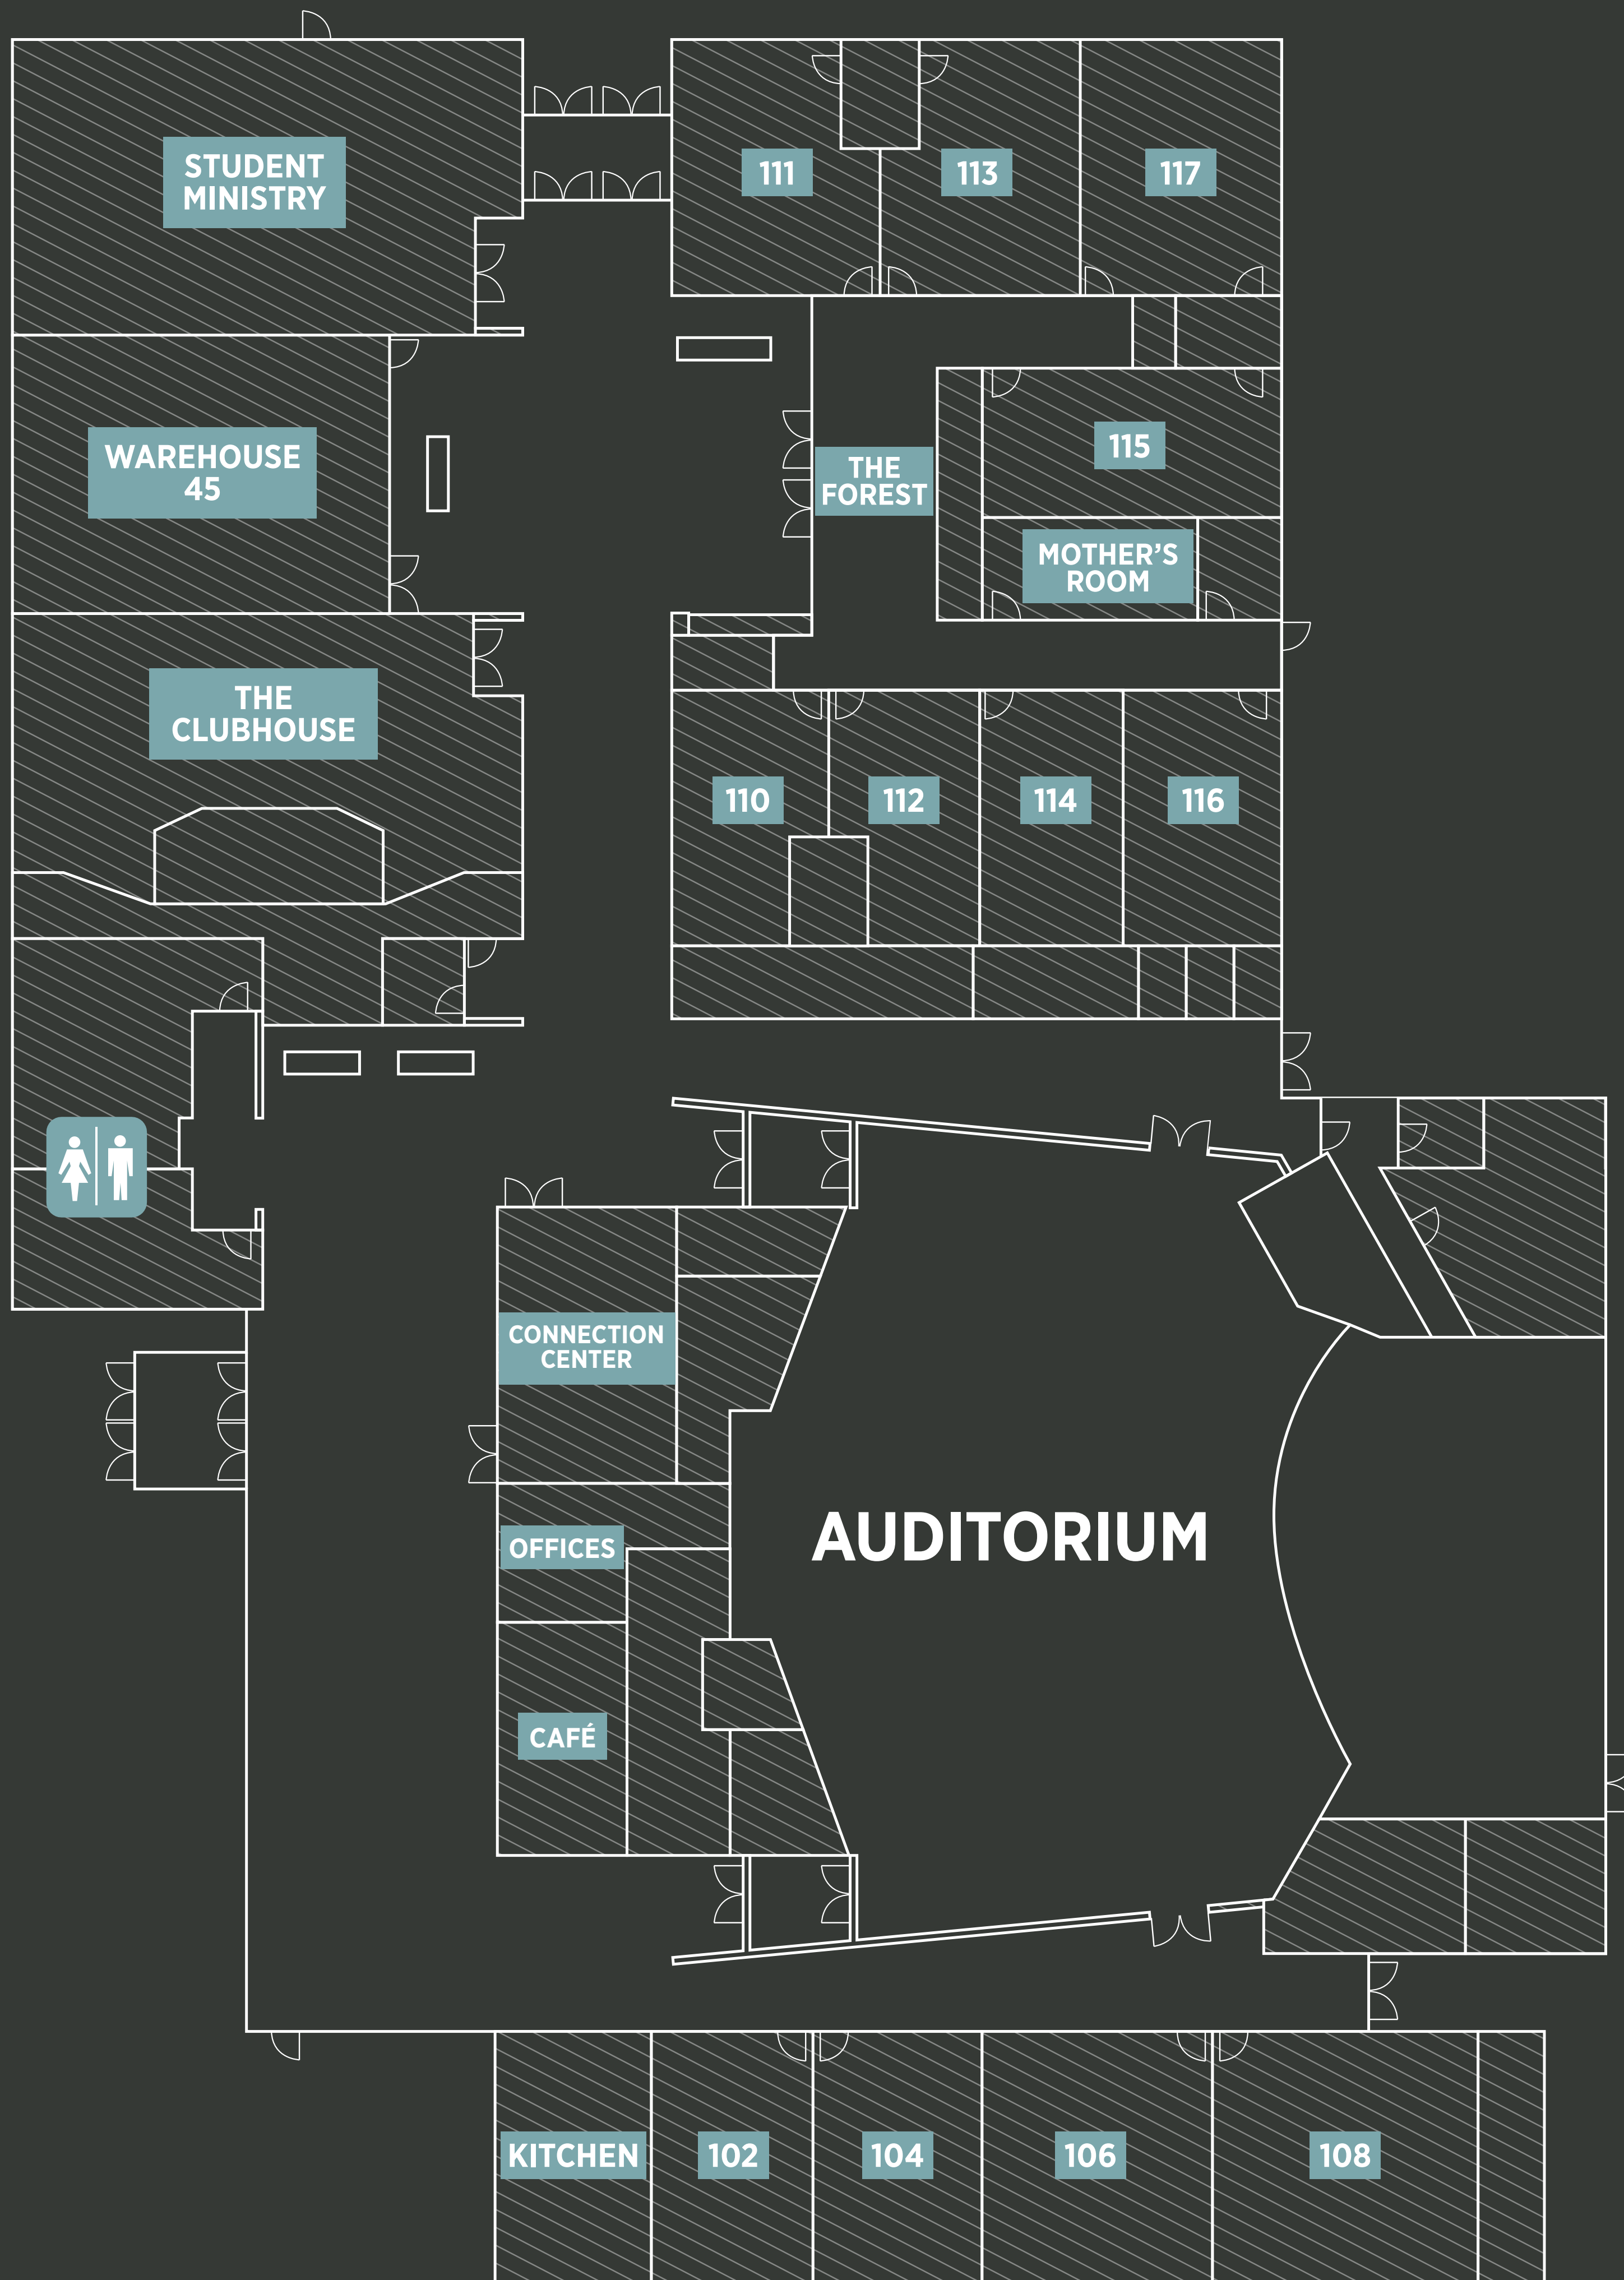 STUDENT
MINISTRY
111
113
117
WAREHOUSE
45
THE
FOREST
115
MOTHER'S
ROOM
THE
CLUBHOUSE
110
112
114
116
CONNECTION
CENTER
OFFICES
AUDITORIUM
CAFÉ
KITCHEN
102
104
106
108